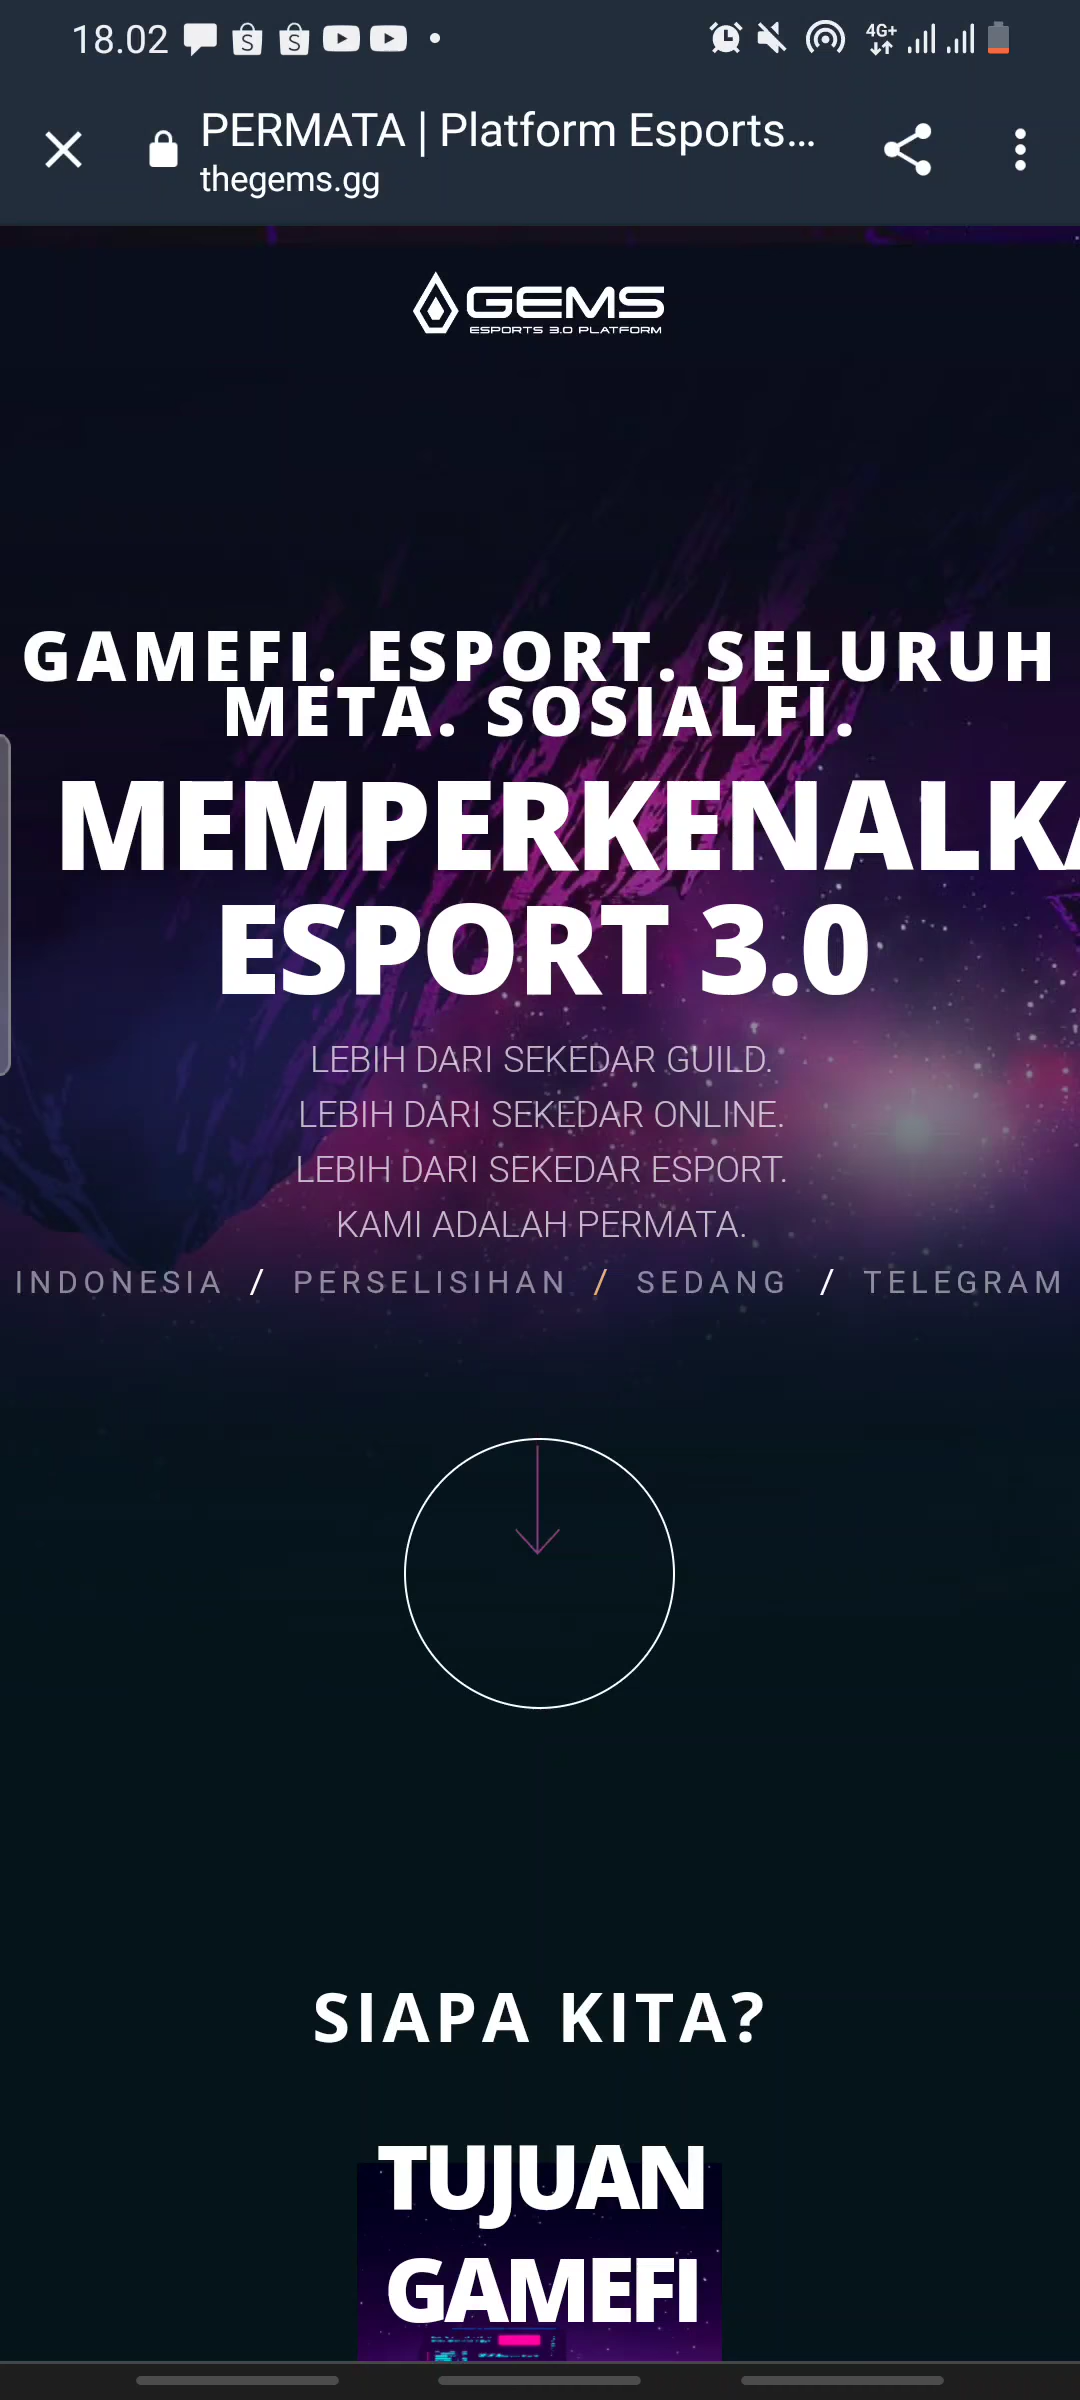 18.02
4G+
PERMATA | Platform Esports...
thegems.gg
GEMS
ESPORTS 3.0 PLATFORM
GAMEFI. ESPORT. SELURUH
META. SOSIALFI.
MEMPERKENALKA
ESPORT 3.0
LEBIH DARI SEKEDAR GUILD.
LEBIH DARI SEKEDAR ONLINE.
LEBIH DARI SEKEDAR ESPORT.
KAMI ADALAH PERMATA.
INDONESIA / PERSELISIHAN / SEDANG / TELEGRAM
SIAPA KITA?
TUJUAN
GAMEFI